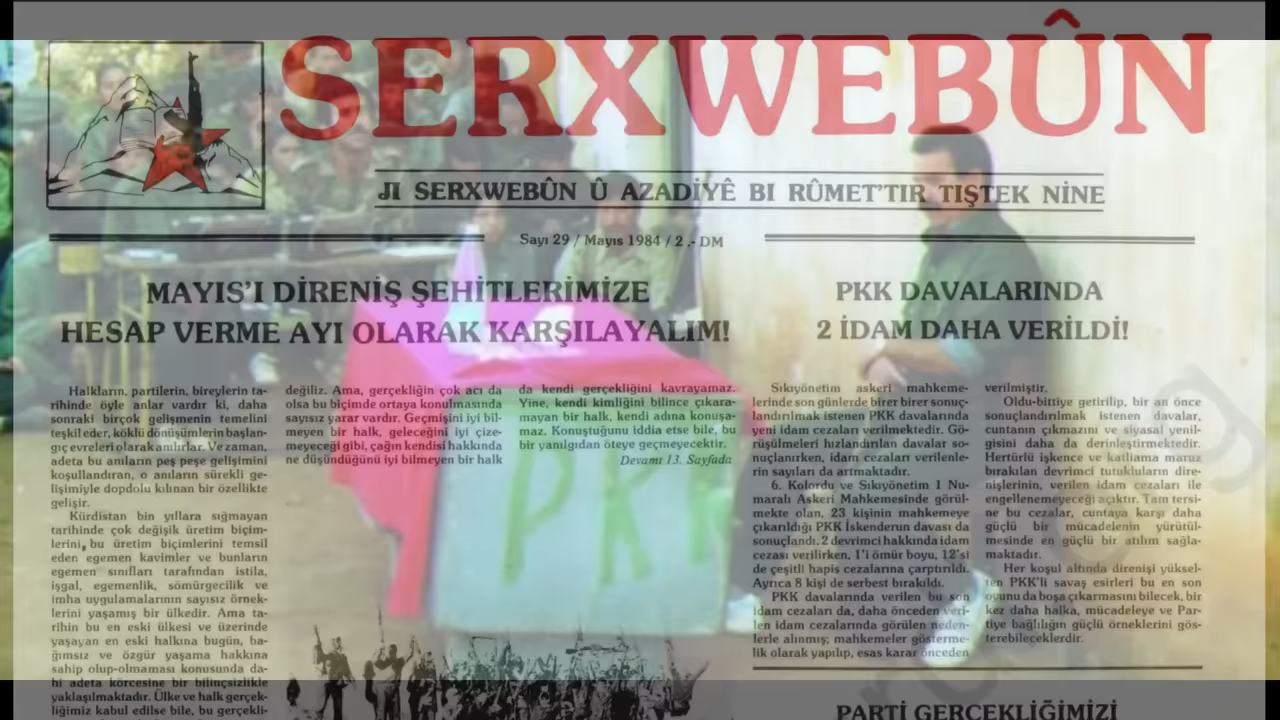 SERXWEBÛN
JI SERXWEBÛN Û AZADİYÊ BI RÛMET'TIR TIŞTEK NİNE
Sayı 29 / Mayıs 1984 / 2.- DM
MAYIS'I DİRENİŞ ŞEHİTLERİMİZE
HESAP VERME AYI OLARAK KARŞILAYALIM!
Halkların, partilerin, bireylerin ta-
rihinde öyle anlar vardır ki, daha
sonraki birçok gelişmenin temelini
teşkil eder, köklü dönüşümlerin başlan-
gıç evreleri olarak anılırlar. Ve zaman,
adeta bu anıların peş peşe gelişimini
koşullandıran, o anıların sürekli ge-
lişimiyle dopdolu kılınan bir özellikte
gelişir.
Kürdistan bin yıllara sığmayan
tarihinde çok değişik üretim biçim-
lerini, bu üretim biçimlerini temsil
eden egemen kavimler ve bunların
egemen sınıfları tarafından istila,
işgal, egemenlik, sömürgecilik ve
imha uygulamalarının sayısız örnek-
lerini yaşamış bir ülkedir. Ama ta-
rihin bu en eski ülkesi ve üzerinde
yaşayan en eski halkına bugün, ba-
ğımsız ve özgür yaşama hakkına
sahip olup-olmaması konusunda da-
hi adeta körcesine bir bilinçsizlikle
yaklaşılmaktadır. Ülke ve halk gerçek-
liğimiz kabul edilse bile, bu gerçekli-
değiliz. Ama, gerçekliğin çok acı da
olsa bu biçimde ortaya konulmasında
sayısız yarar vardır. Geçmişini iyi bil-
meyen bir halk, geleceğini iyi çize-
meyeceği gibi, çağın kendisi hakkında
ne düşündüğünü iyi bilmeyen bir halk
da kendi gerçekliğini kavrayamaz.
Yine, kendi kimliğini bilince çıkara-
mayan bir halk, kendi adına konuşa-
maz. Konuştuğunu iddia etse bile, bu
bir yanılgıdan öteye geçmeyecektir.
Devamı 13. Sayfada
PKK DAVALARINDA
2 İDAM DAHA VERİLDİ!
Sıkıyönetim askeri mahkeme-
lerinde son günlerde birer birer sonuç-
landırılmak istenen PKK davalarında
yeni idam cezaları verilmektedir. Gö-
rüşülmeleri hızlandırılan davalar so-
nuçlanırken, idam cezaları verilenle-
rin sayıları da artmaktadır.
6. Kolordu ve Sıkıyönetim 1 Nu-
maralı Askeri Mahkemesinde görül-
mekte olan, 23 kişinin mahkemeye
çıkarıldığı PKK İskenderun davası da
sonuçlandı. 2 devrimci hakkında idam
cezası verilirken, 1'i ömür boyu, 12'si
de çeşitli hapis cezalarına çarptırıldı.
Ayrıca 8 kişi de serbest bırakıldı.
PKK davalarında verilen bu son
idam cezaları da, daha önceden veri-
len idam cezalarında görülen neden-
lerle alınmış; mahkemeler gösterme-
lik olarak yapılıp, esas karar önceden
verilmiştir.
Oldu-bittiye getirilip, bir an önce
sonuçlandırılmak istenen davalar,
cuntanın çıkmazını ve siyasal yenil-
gisini daha da derinleştirmektedir.
Hertürlü işkence ve katliama maruz
bırakılan devrimci tutukluların dire-
nişlerinin, verilen idam cezaları ile
engellenemeyeceği açıktır. Tam tersi-
ne bu cezalar, cuntaya karşı daha
güçlü bir mücadelenin yürütül-
mesinde en güçlü bir atılım sağla-
maktadır.
Her koşul altında direnişi yüksel-
ten PKK'li savaş esirleri bu en son
oyunu da boşa çıkarmasını bilecek, bir
kez daha halka, mücadeleye ve Par-
tiye bağlılığın güçlü örneklerini gös-
terebileceklerdir.
PARTİ GERÇEKLİĞİMİZİ
PKK